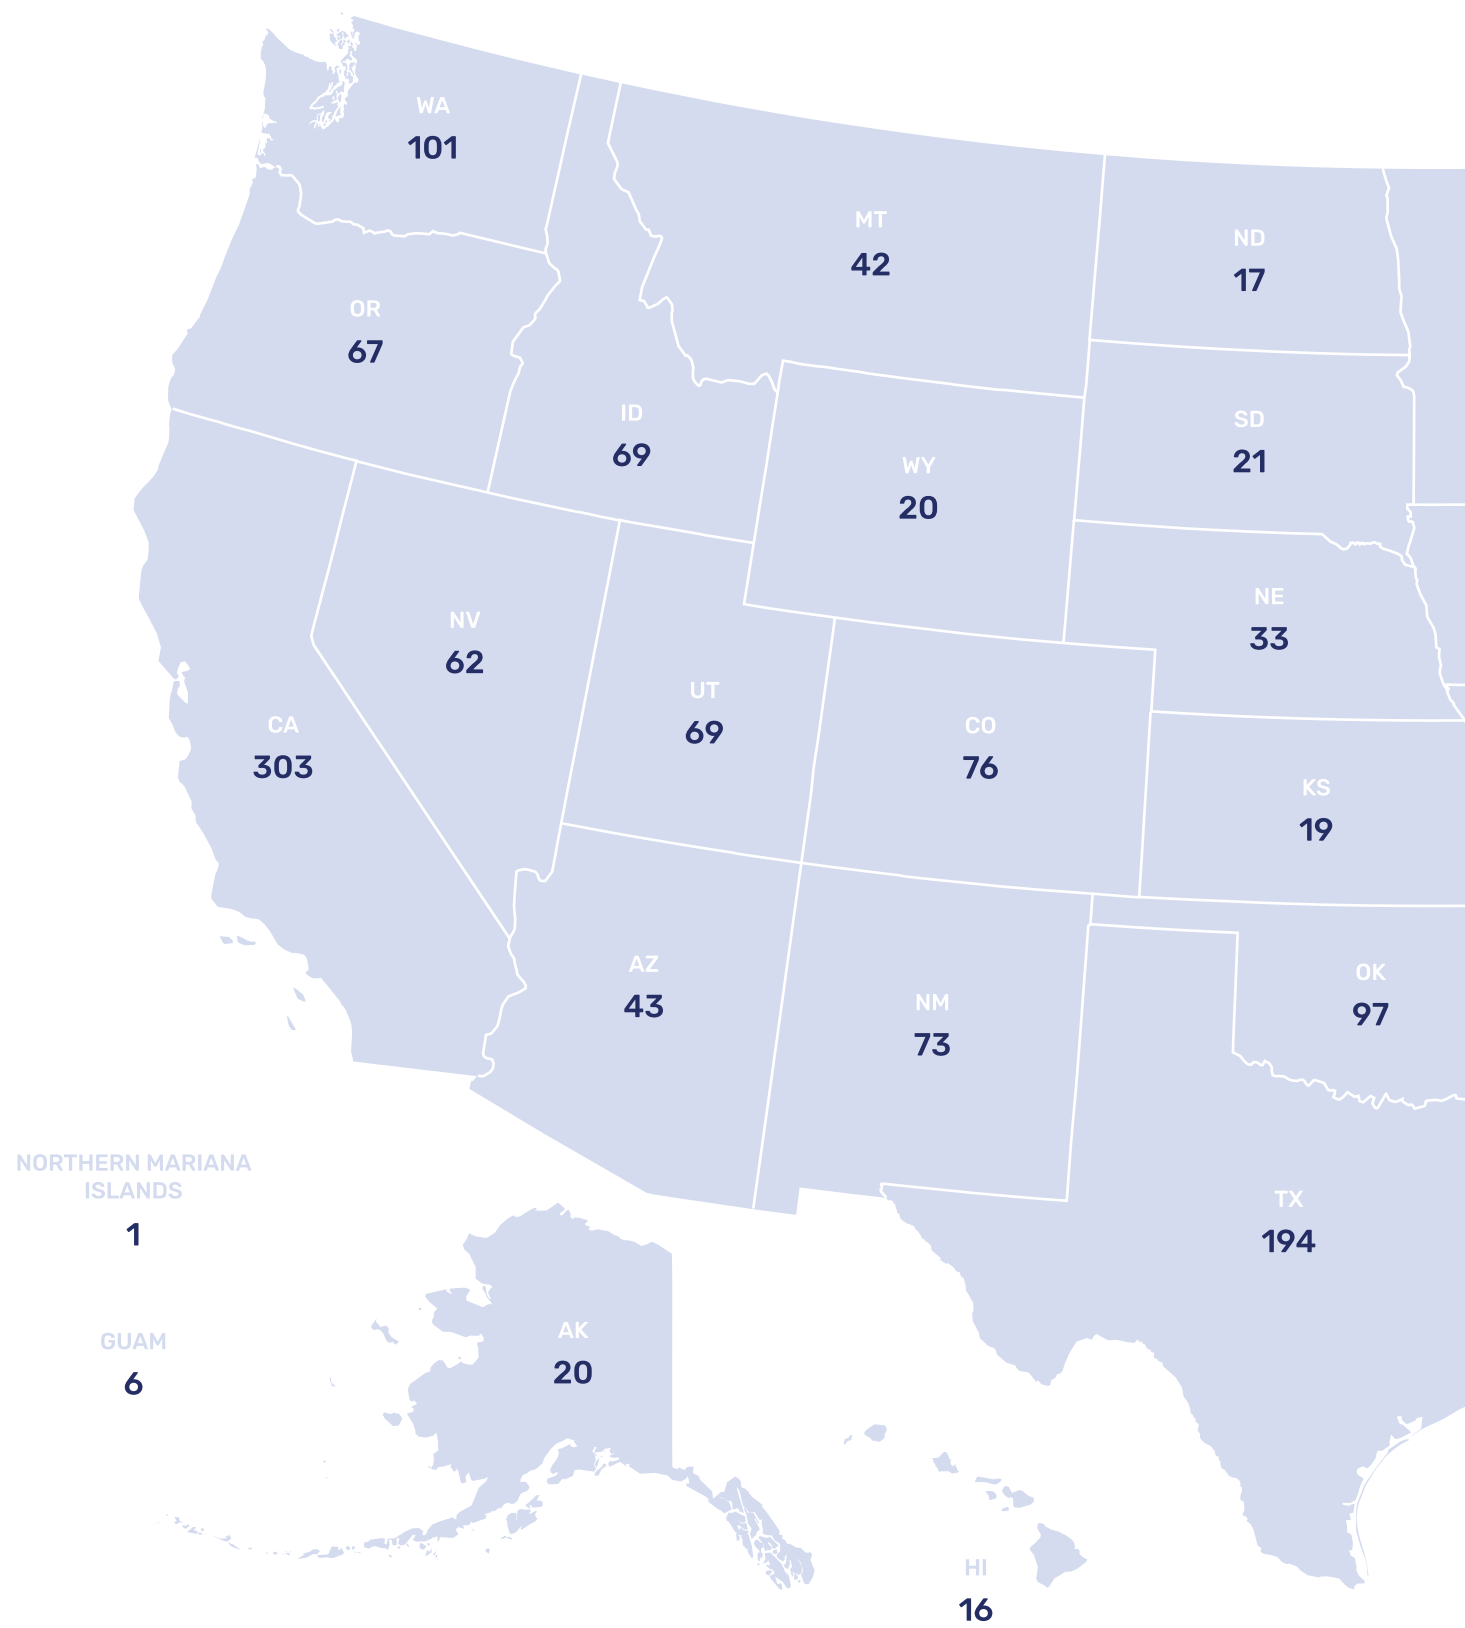 WA
101
MT
42
ND
17
OR
67
ID
69
SD
21
WY
20
NE
33
NV
62
UT
69
CA
303
CO
76
KS
19
AZ
43
NM
73
OK
97
NORTHERN MARIANA
ISLANDS
1
TX
194
GUAM
6
AK
20
HI
16